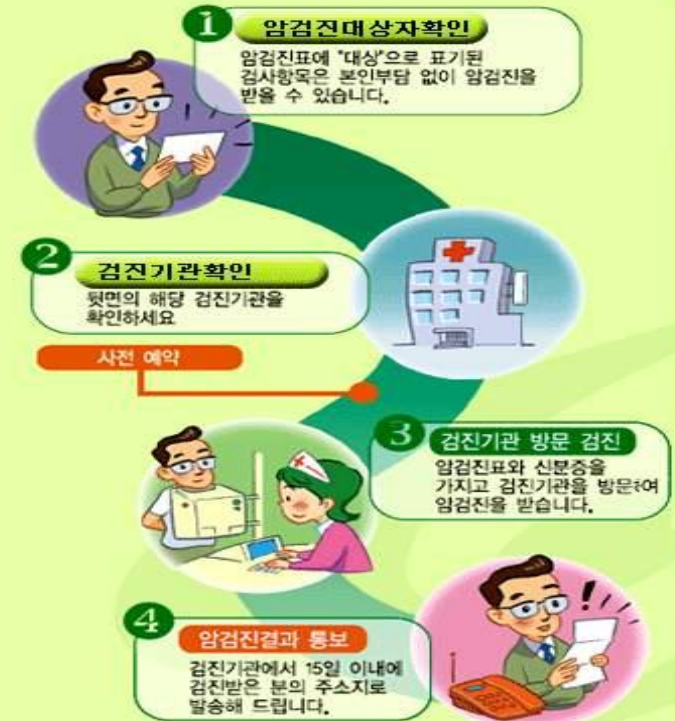 1
암검진대상자확인
암검진표에 "대상"으로 표기된
검사항목은 본인부담 없이 암검진을
받을 수 있습니다.
2
검진기관확인
뒷면의 해당 검진기관을
확인하세요
사전 예약
3
검진기관 방문 검진
암검진표와 신분증을
가지고 검진기관을 방문하여
암검진을 받습니다.
4
암검진결과 통보
검진기관에서 15일 이내에
검진받은 분의 주소지로
발송해 드립니다.